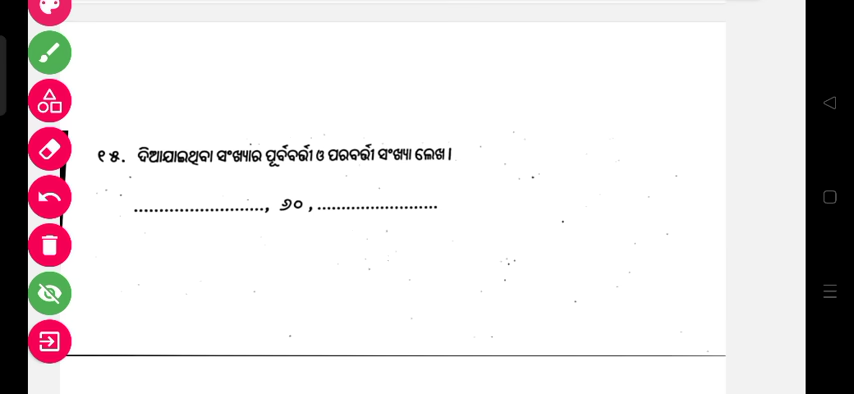 ୧୫. ଦିଆଯାଇଥିବା ସଂଖ୍ୟାର ପୂର୍ବବର୍ତ୍ତୀ ଓ ପରବର୍ତ୍ତୀ ସଂଖ୍ୟା ଲେଖ।
..........................., ୬୦ , .........................